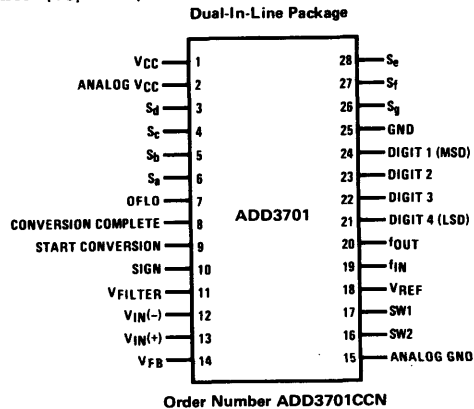 Dual-In-Line Package
VCC 1
ANALOG VCC 2
Sd 3
Sc 4
Sb 5
Sa 6
OFLO 7
CONVERSION COMPLETE 8
START CONVERSION 9
SIGN 10
VFILTER 11
VIN(-) 12
VIN(+) 13
VFB 14
ADD3701
28 Se
27 Sf
26 Sg
25 GND
24 DIGIT 1 (MSD)
23 DIGIT 2
22 DIGIT 3
21 DIGIT 4 (LSD)
20 fOUT
19 fIN
18 VREF
17 SW1
16 SW2
15 ANALOG GND
Order Number ADD3701CCN